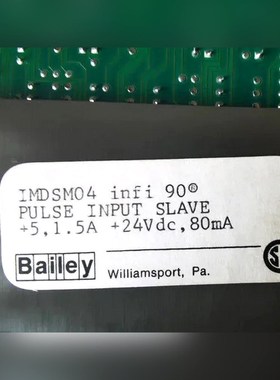 IMDSM04 infi 90®
PULSE INPUT SLAVE
+5,1.5A +24Vdc,80mA
Bailey
Williamsport, Pa.